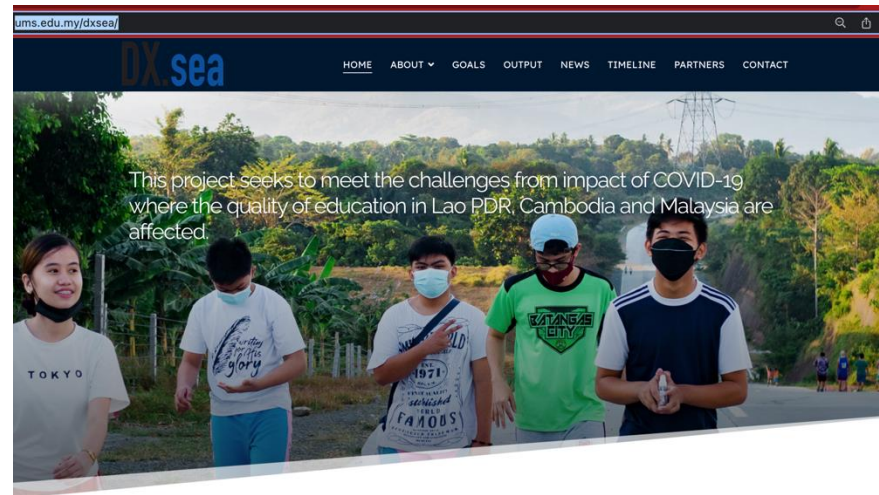 ums.edu.my/dxsea/
DX.sea
HOME ABOUT GOALS OUTPUT NEWS TIMELINE PARTNERS CONTACT
This project seeks to meet the challenges from impact of COVID-19
where the quality of education in Lao PDR, Cambodia and Malaysia are
affected.
TOKYO
glory
BATANGAS
CITY
1971
WORLD
FAMOUS